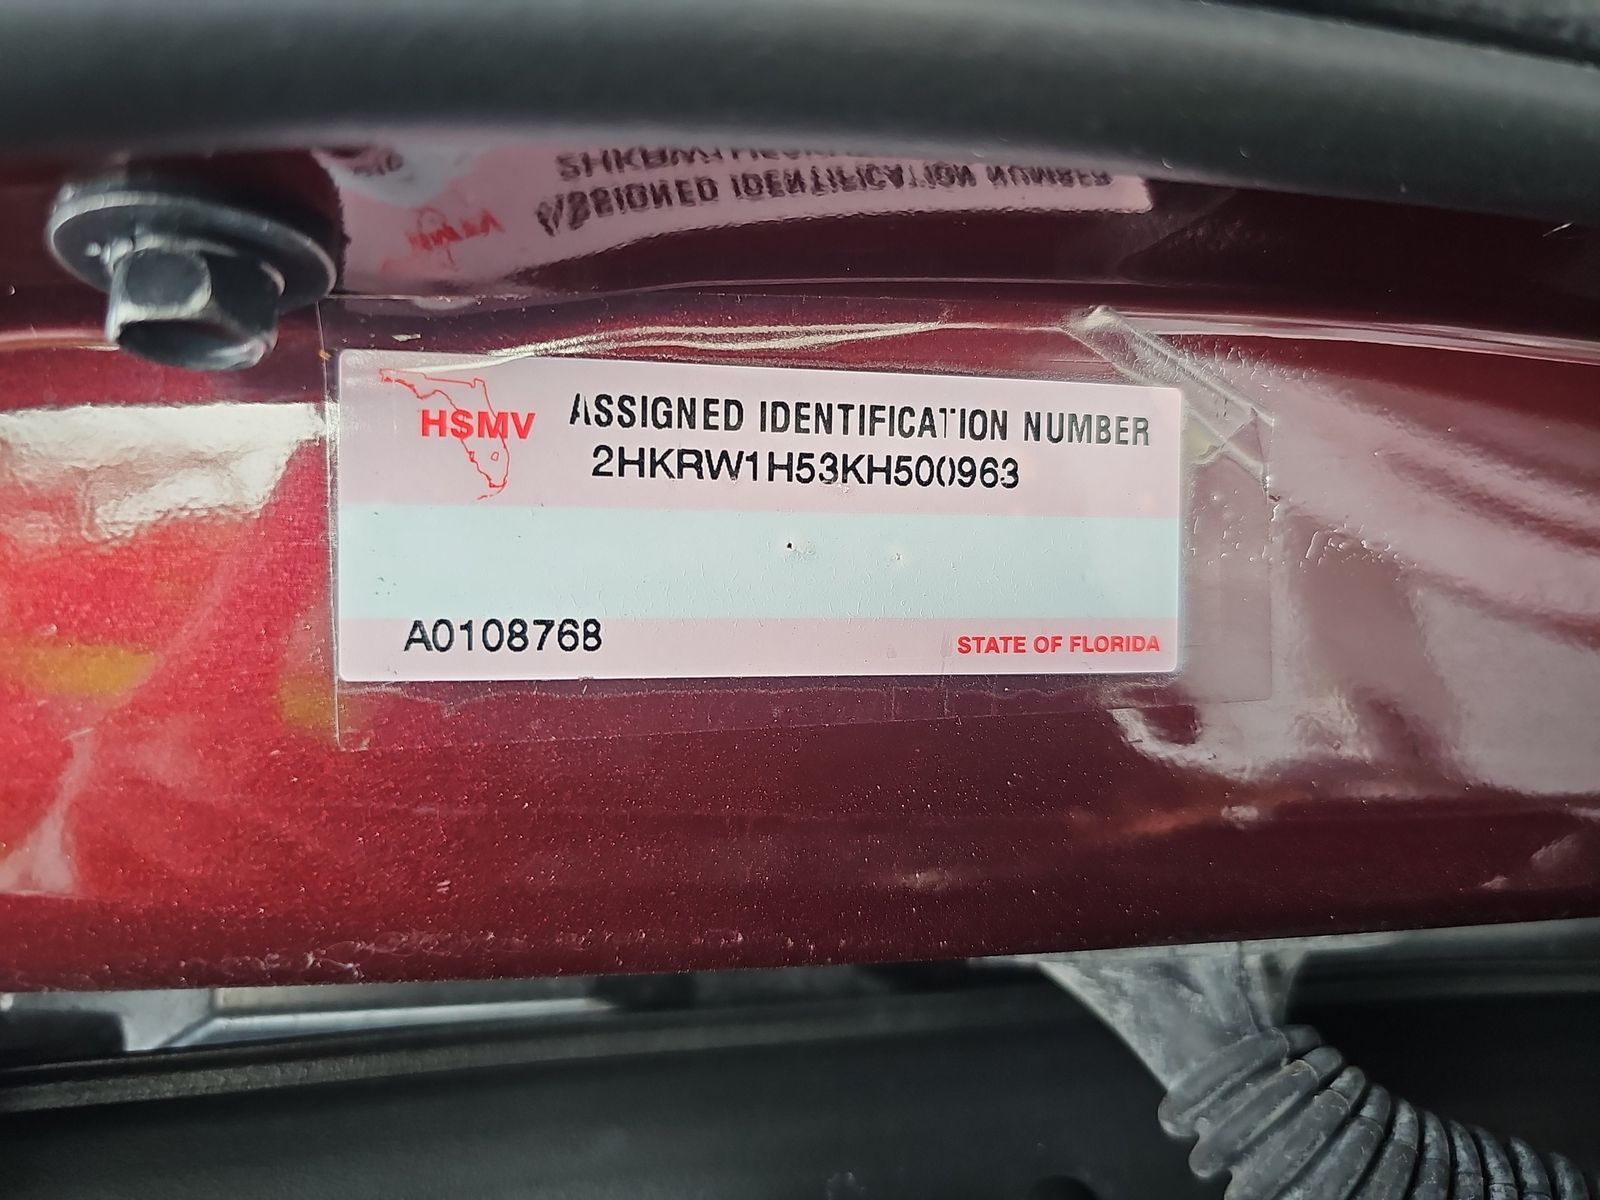 HSMV
ASSIGNED IDENTIFICATION NUMBER
2HKRW1H53KH500963
A0108768
STATE OF FLORIDA